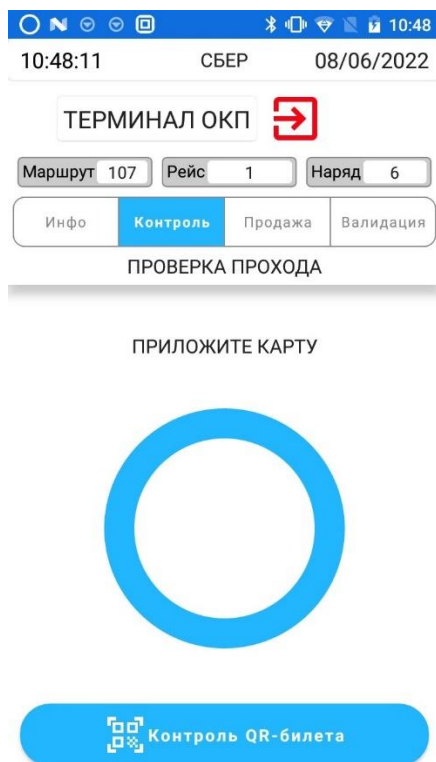 10:48
10:48:11 СБЕР 08/06/2022
ТЕРМИНАЛ ОКП
Маршрут 107 Рейс 1 Наряд 6
Инфо Контроль Продажа Валидация
ПРОВЕРКА ПРОХОДА
ПРИЛОЖИТЕ КАРТУ
Контроль QR-билета